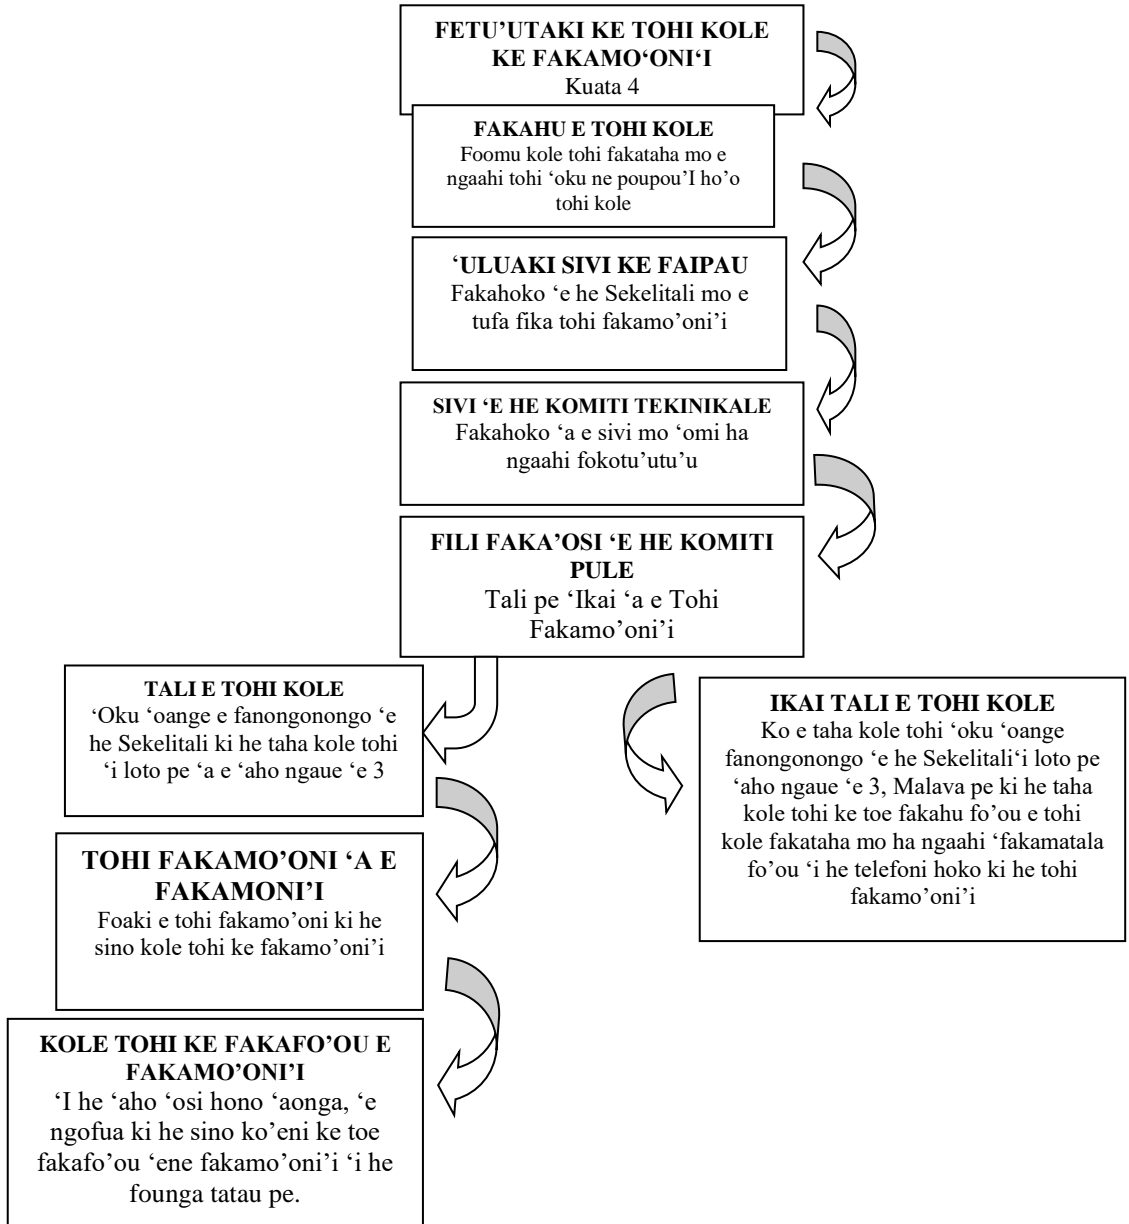 FETU’UTAKI KE TOHI KOLE
KE FAKAMO‘ONI‘I
Kuata 4
FAKAHU E TOHI KOLE
Foomu kole tohi fakataha mo e
ngaahi tohi ‘oku ne poupou’I ho’o
tohi kole
‘ULUAKI SIVI KE FAIPAU
Fakahoko ‘e he Sekelitali mo e
tufa fika tohi fakamo’oni’i
SIVI ‘E HE KOMITI TEKINIKALE
Fakahoko ‘a e sivi mo ‘omi ha
ngaahi fokotu’utu’u
FILI FAKA’OSI ‘E HE KOMITI
PULE
Tali pe ‘Ikai ‘a e Tohi
Fakamo’oni’i
TALI E TOHI KOLE
‘Oku ‘oange e fanongonongo ‘e
he Sekelitali ki he taha kole tohi
‘i loto pe ‘a e ‘aho ngaue ‘e 3
IKAI TALI E TOHI KOLE
Ko e taha kole tohi ‘oku ‘oange
fanongonongo ‘e he Sekelitali‘i loto pe
‘aho ngaue ‘e 3, Malava pe ki he taha
kole tohi ke toe fakahu fo’ou e tohi
kole fakataha mo ha ngaahi ‘fakamatala
fo’ou ‘i he telefoni hoko ki he tohi
fakamo’oni’i
TOHI FAKAMO’ONI ‘A E
FAKAMONI’I
Foaki e tohi fakamo’oni ki he
sino kole tohi ke fakamo’oni’i
KOLE TOHI KE FAKAFO’OU E
FAKAMO’ONI’I
‘I he ‘aho ‘osi hono ‘aonga, ‘e
ngofua ki he sino ko’eni ke toe
fakafo’ou ‘ene fakamo’oni’i ‘i he
founga tatau pe.